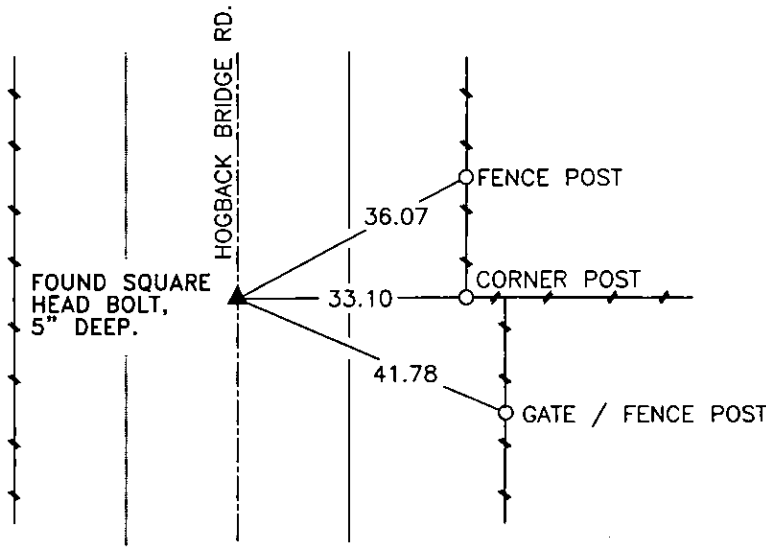 HOGBACK BRIDGE RD.
FENCE POST
36.07
CORNER POST
FOUND SQUARE
HEAD BOLT,
5" DEEP.
33.10
41.78
GATE / FENCE POST